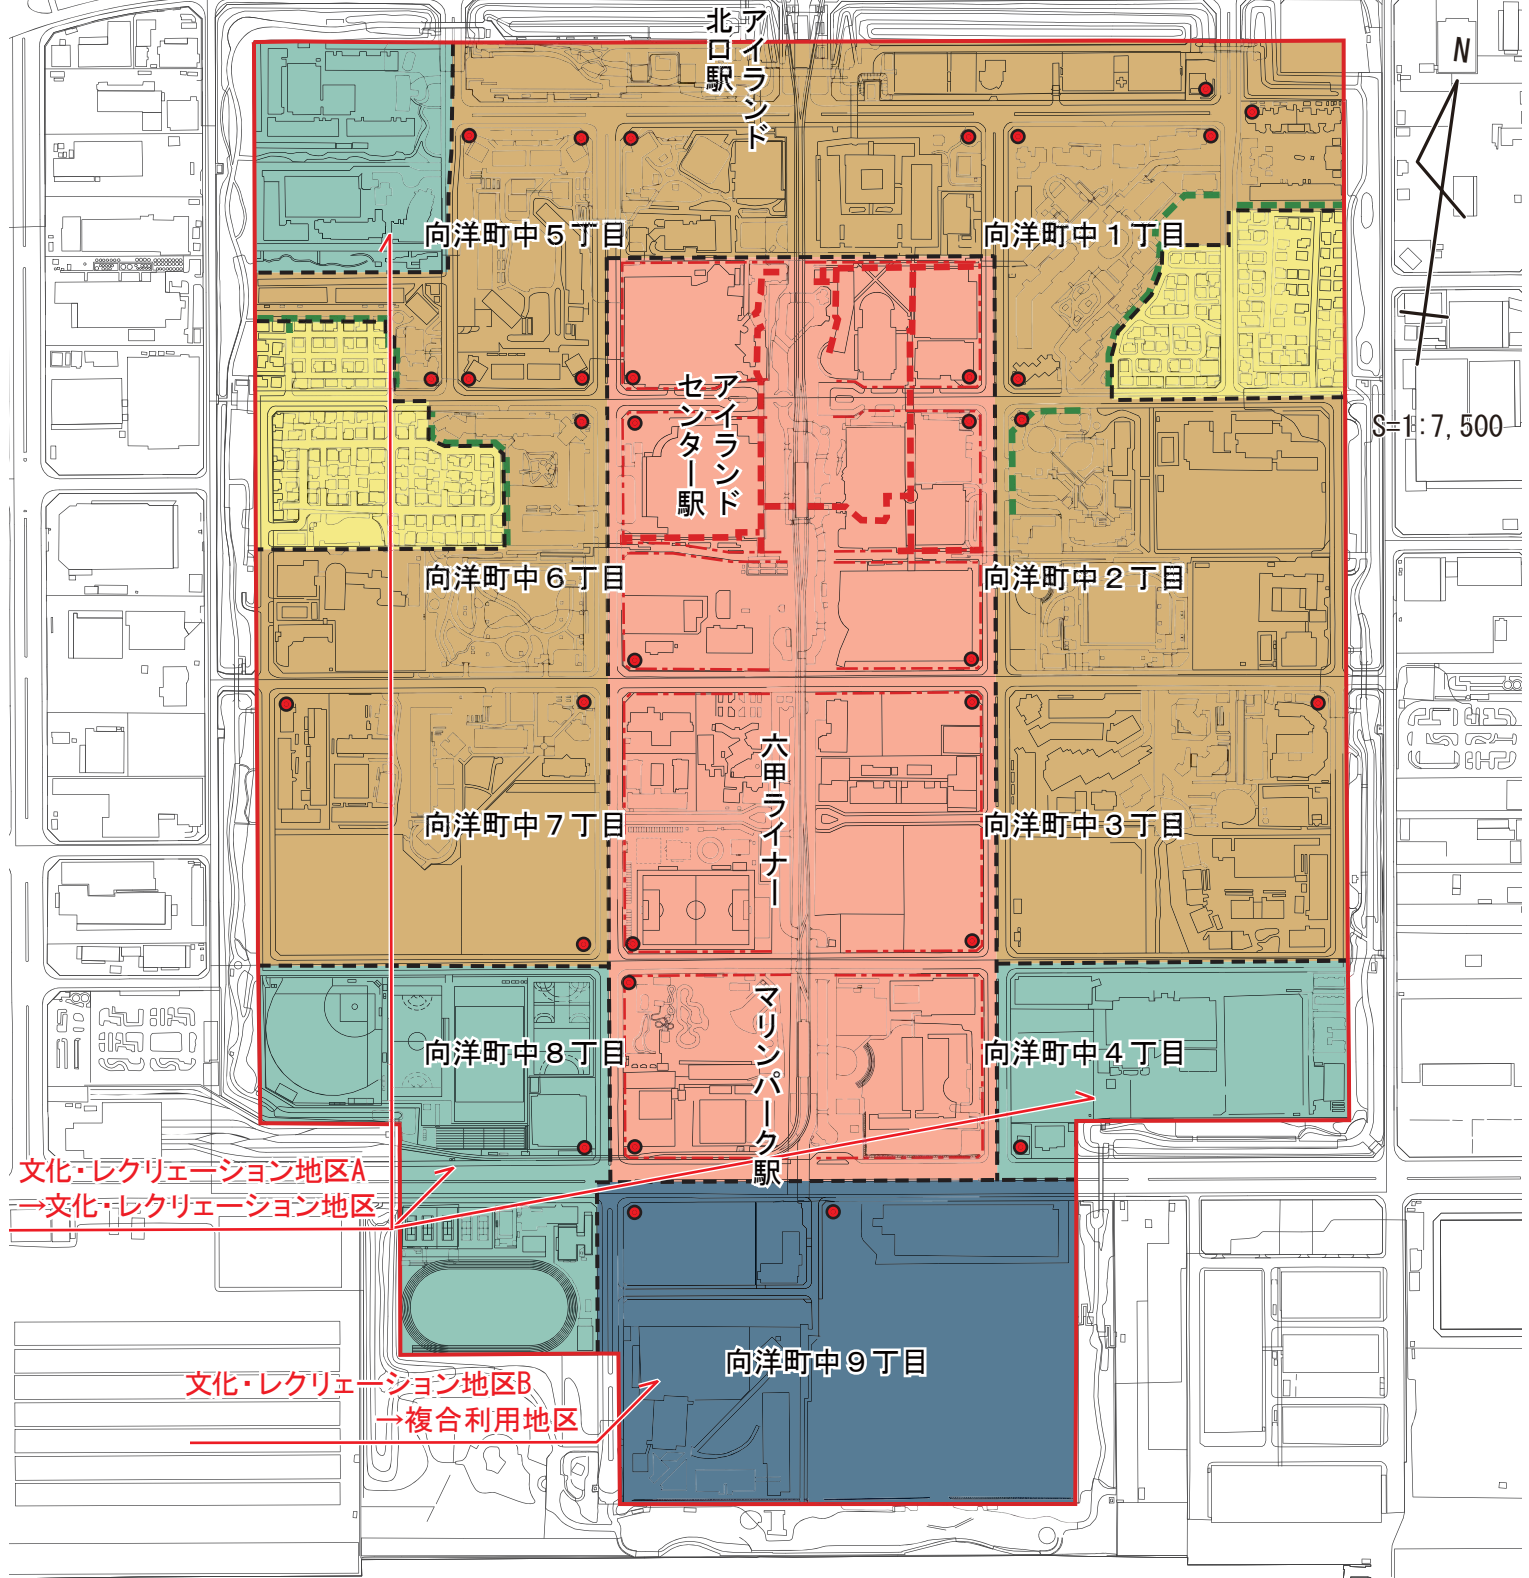 アイランド
北口駅
N
向洋町中５丁目
向洋町中１丁目
アイランド
センター駅
S=1:7,500
向洋町中６丁目
向洋町中２丁目
六甲ライナー
向洋町中７丁目
向洋町中３丁目
マリンパーク駅
向洋町中８丁目
向洋町中４丁目
文化・レクリェーション地区A
→文化・レクリェーション地区
向洋町中９丁目
文化・レクリェーション地区B
→複合利用地区